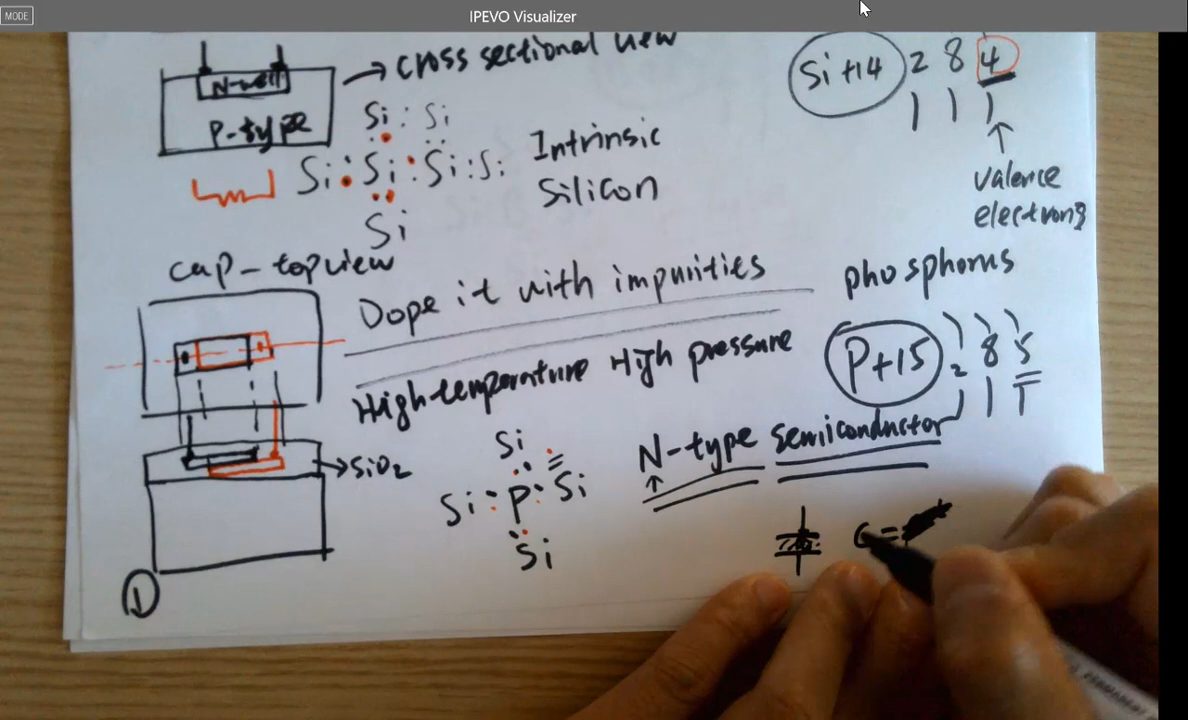 MODE
IPEVO Visualizer
cross sectional view
N-well
P-type
Si : Si
Si : Si : Si : Si
Si
Intrinsic
Silicon
Si +14 2 8 4
valence
electrons
cap-top view
Dope it with impurities
High-temperature High pressure
phosphorus
P+15 2 8 5
N-type semiconductor
SiO2
Si
Si : P : Si
Si
C =
1